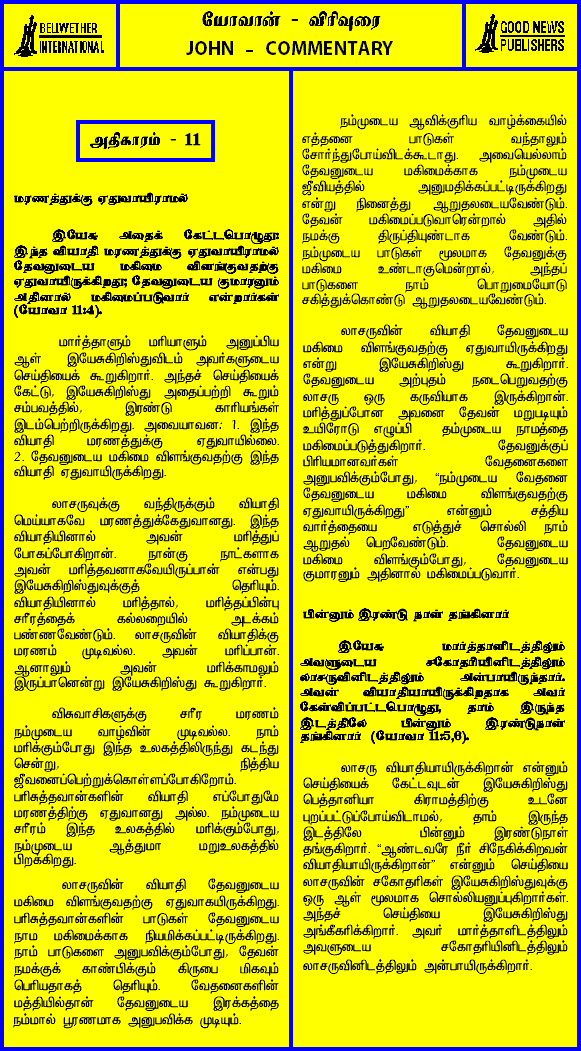 BELWETHER
INTERNATIONAL
யோவான் - விரிவுரை
JOHN - COMMENTARY
GOOD NEWS
PUBLISHERS
அதிகாரம் - 11
மரணத்துக்கு ஏதுவாயிராமல்
இயேசு அதைக் கேட்டபொழுது:
இந்த வியாதி மரணத்துக்கு ஏதுவாயிராமல்
தேவனுடைய மகிமை விளங்குவதற்கு
ஏதுவாயிருக்கிறது; தேவனுடைய குமாரனும்
அதினால் மகிமைப்படுவார் என்றார்கள்
(யோவா 11:4).
மார்த்தாளும் மரியாளும் அனுப்பிய
ஆள் இயேசுகிறிஸ்துவிடம் அவர்களுடைய
செய்தியைக் கூறுகிறார். அந்தச் செய்தியைக்
கேட்டு, இயேசுகிறிஸ்து அதைப்பற்றி கூறும்
சம்பவத்தில், இரண்டு காரியங்கள்
இடம்பெற்றிருக்கிறது. அவையாவன: 1. இந்த
வியாதி மரணத்துக்கு ஏதுவாயில்லை.
2. தேவனுடைய மகிமை விளங்குவதற்கு இந்த
வியாதி ஏதுவாயிருக்கிறது.
லாசருவுக்கு வந்திருக்கும் வியாதி
மெய்யாகவே மரணத்துக்கேதுவானது. இந்த
வியாதியினால் அவன் மரித்துப்
போகப்போகிறான். நான்கு நாட்களாக
அவன் மரித்தவனாகவேயிருப்பான் என்பது
இயேசுகிறிஸ்துவுக்குத் தெரியும்.
வியாதியினால் மரித்தால், மரித்தப்பின்பு
சரீரத்தைக் கல்லறையில் அடக்கம்
பண்ணவேண்டும். லாசருவின் வியாதிக்கு
மரணம் முடிவல்ல. அவன் மரிப்பான்.
ஆனாலும் அவன் மரிக்காமலும்
இருப்பானென்று இயேசுகிறிஸ்து கூறுகிறார்.
விசுவாசிகளுக்கு சரீர மரணம்
நம்முடைய வாழ்வின் முடிவல்ல. நாம்
மரிக்கும்போது இந்த உலகத்திலிருந்து கடந்து
சென்று, நித்திய
ஜீவனைப்பெற்றுக்கொள்ளப்போகிறோம்.
பரிசுத்தவான்களின் வியாதி எப்போதுமே
மரணத்திற்கு ஏதுவானது அல்ல. நம்முடைய
சரீரம் இந்த உலகத்தில் மரிக்கும்போது,
நம்முடைய ஆத்துமா மறுஉலகத்தில்
பிறக்கிறது.
லாசருவின் வியாதி தேவனுடைய
மகிமை விளங்குவதற்கு ஏதுவாகயிருக்கிறது.
பரிசுத்தவான்களின் பாடுகள் தேவனுடைய
நாம மகிமைக்காக நியமிக்கப்பட்டிருக்கிறது.
நாம் பாடுகளை அனுபவிக்கும்போது, தேவன்
நமக்குக் காண்பிக்கும் கிருபை மிகவும்
பெரியதாகத் தெரியும். வேதனைகளின்
மத்தியில்தான் தேவனுடைய இரக்கத்தை
நம்மால் பூரணமாக அனுபவிக்க முடியும்.
நம்முடைய ஆவிக்குரிய வாழ்க்கையில்
எத்தனை பாடுகள் வந்தாலும்
சோர்ந்துபோய்விடக்கூடாது. அவையெல்லாம்
தேவனுடைய மகிமைக்காக நம்முடைய
ஜீவியத்தில் அனுமதிக்கப்பட்டிருக்கிறது
என்று நினைத்து ஆறுதலடையவேண்டும்.
தேவன் மகிமைப்படுவாரென்றால் அதில்
நமக்கு திருப்தியுண்டாக வேண்டும்.
நம்முடைய பாடுகள் மூலமாக தேவனுக்கு
மகிமை உண்டாகுமென்றால், அந்தப்
பாடுகளை நாம் பொறுமையோடு
சகித்துக்கொண்டு ஆறுதலடையவேண்டும்.
லாசருவின் வியாதி தேவனுடைய
மகிமை விளங்குவதற்கு ஏதுவாயிருக்கிறது
என்று இயேசுகிறிஸ்து கூறுகிறார்.
தேவனுடைய அற்புதம் நடைபெறுவதற்கு
லாசரு ஒரு கருவியாக இருக்கிறான்.
மரித்துப்போன அவனை தேவன் மறுபடியும்
உயிரோடு எழுப்பி தம்முடைய நாமத்தை
மகிமைப்படுத்துகிறார். தேவனுக்குப்
பிரியமானவர்கள் வேதனைகளை
அனுபவிக்கும்போது, "நம்முடைய வேதனை
தேவனுடைய மகிமை விளங்குவதற்கு
ஏதுவாயிருக்கிறது" என்னும் சத்திய
வார்த்தையை எடுத்துச் சொல்லி நாம்
ஆறுதல் பெறவேண்டும். தேவனுடைய
மகிமை விளங்கும்போது, தேவனுடைய
குமாரனும் அதினால் மகிமைப்படுவார்.
பின்னும் இரண்டு நாள் தங்கினார்
இயேசு மார்த்தாளிடத்திலும்
அவளுடைய சகோதரியினிடத்திலும்
லாசருவினிடத்திலும் அன்பாயிருந்தார்.
அவன் வியாதியாயிருக்கிறதாக அவர்
கேள்விப்பட்டபொழுது, தாம் இருந்த
இடத்திலே பின்னும் இரண்டுநாள்
தங்கினார் (யோவா 11:5,6).
லாசரு வியாதியாயிருக்கிறான் என்னும்
செய்தியைக் கேட்டவுடன் இயேசுகிறிஸ்து
பெத்தானியா கிராமத்திற்கு உடனே
புறப்பட்டுப்போய்விடாமல், தாம் இருந்த
இடத்திலே பின்னும் இரண்டுநாள்
தங்குகிறார். "ஆண்டவரே நீர் சிநேகிக்கிறவன்
வியாதியாயிருக்கிறான்" என்னும் செய்தியை
லாசருவின் சகோதரிகள் இயேசுகிறிஸ்துவுக்கு
ஒரு ஆள் மூலமாக சொல்லியனுப்புகிறார்கள்.
அந்தச் செய்தியை இயேசுகிறிஸ்து
அங்கீகரிக்கிறார். அவர் மார்த்தாளிடத்திலும்
அவளுடைய சகோதரியினிடத்திலும்
லாசருவினிடத்திலும் அன்பாயிருக்கிறார்.